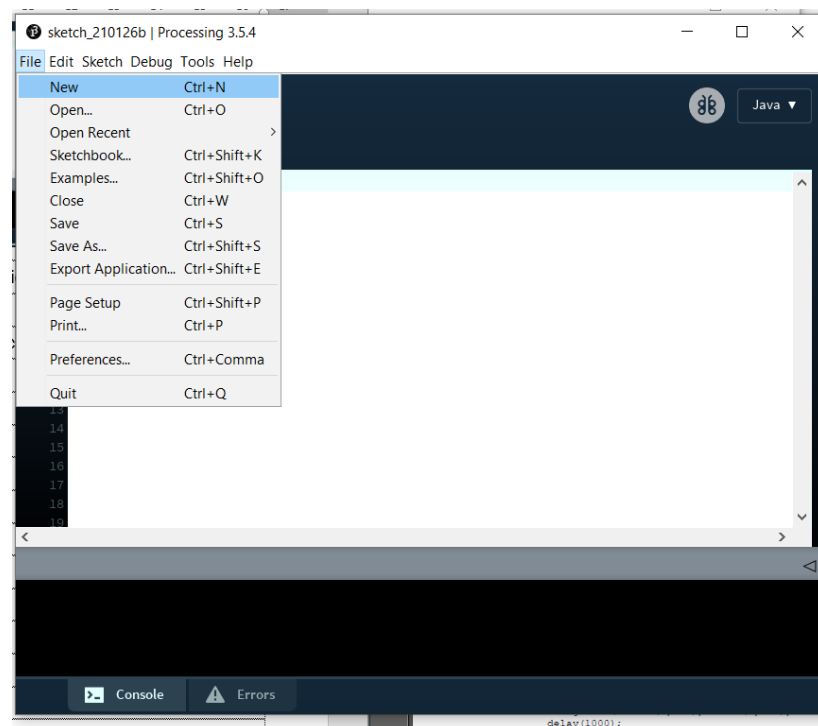 sketch_210126b | Processing 3.5.4
File Edit Sketch Debug Tools Help
New Ctrl+N
Open... Ctrl+O
Open Recent
Sketchbook... Ctrl+Shift+K
Examples... Ctrl+Shift+O
Close Ctrl+W
Save Ctrl+S
Save As... Ctrl+Shift+S
Export Application... Ctrl+Shift+E
Page Setup Ctrl+Shift+P
Print... Ctrl+P
Preferences... Ctrl+Comma
Quit Ctrl+Q
Java ▼
13
14
15
16
17
18
19
Console Errors
delay(1000);